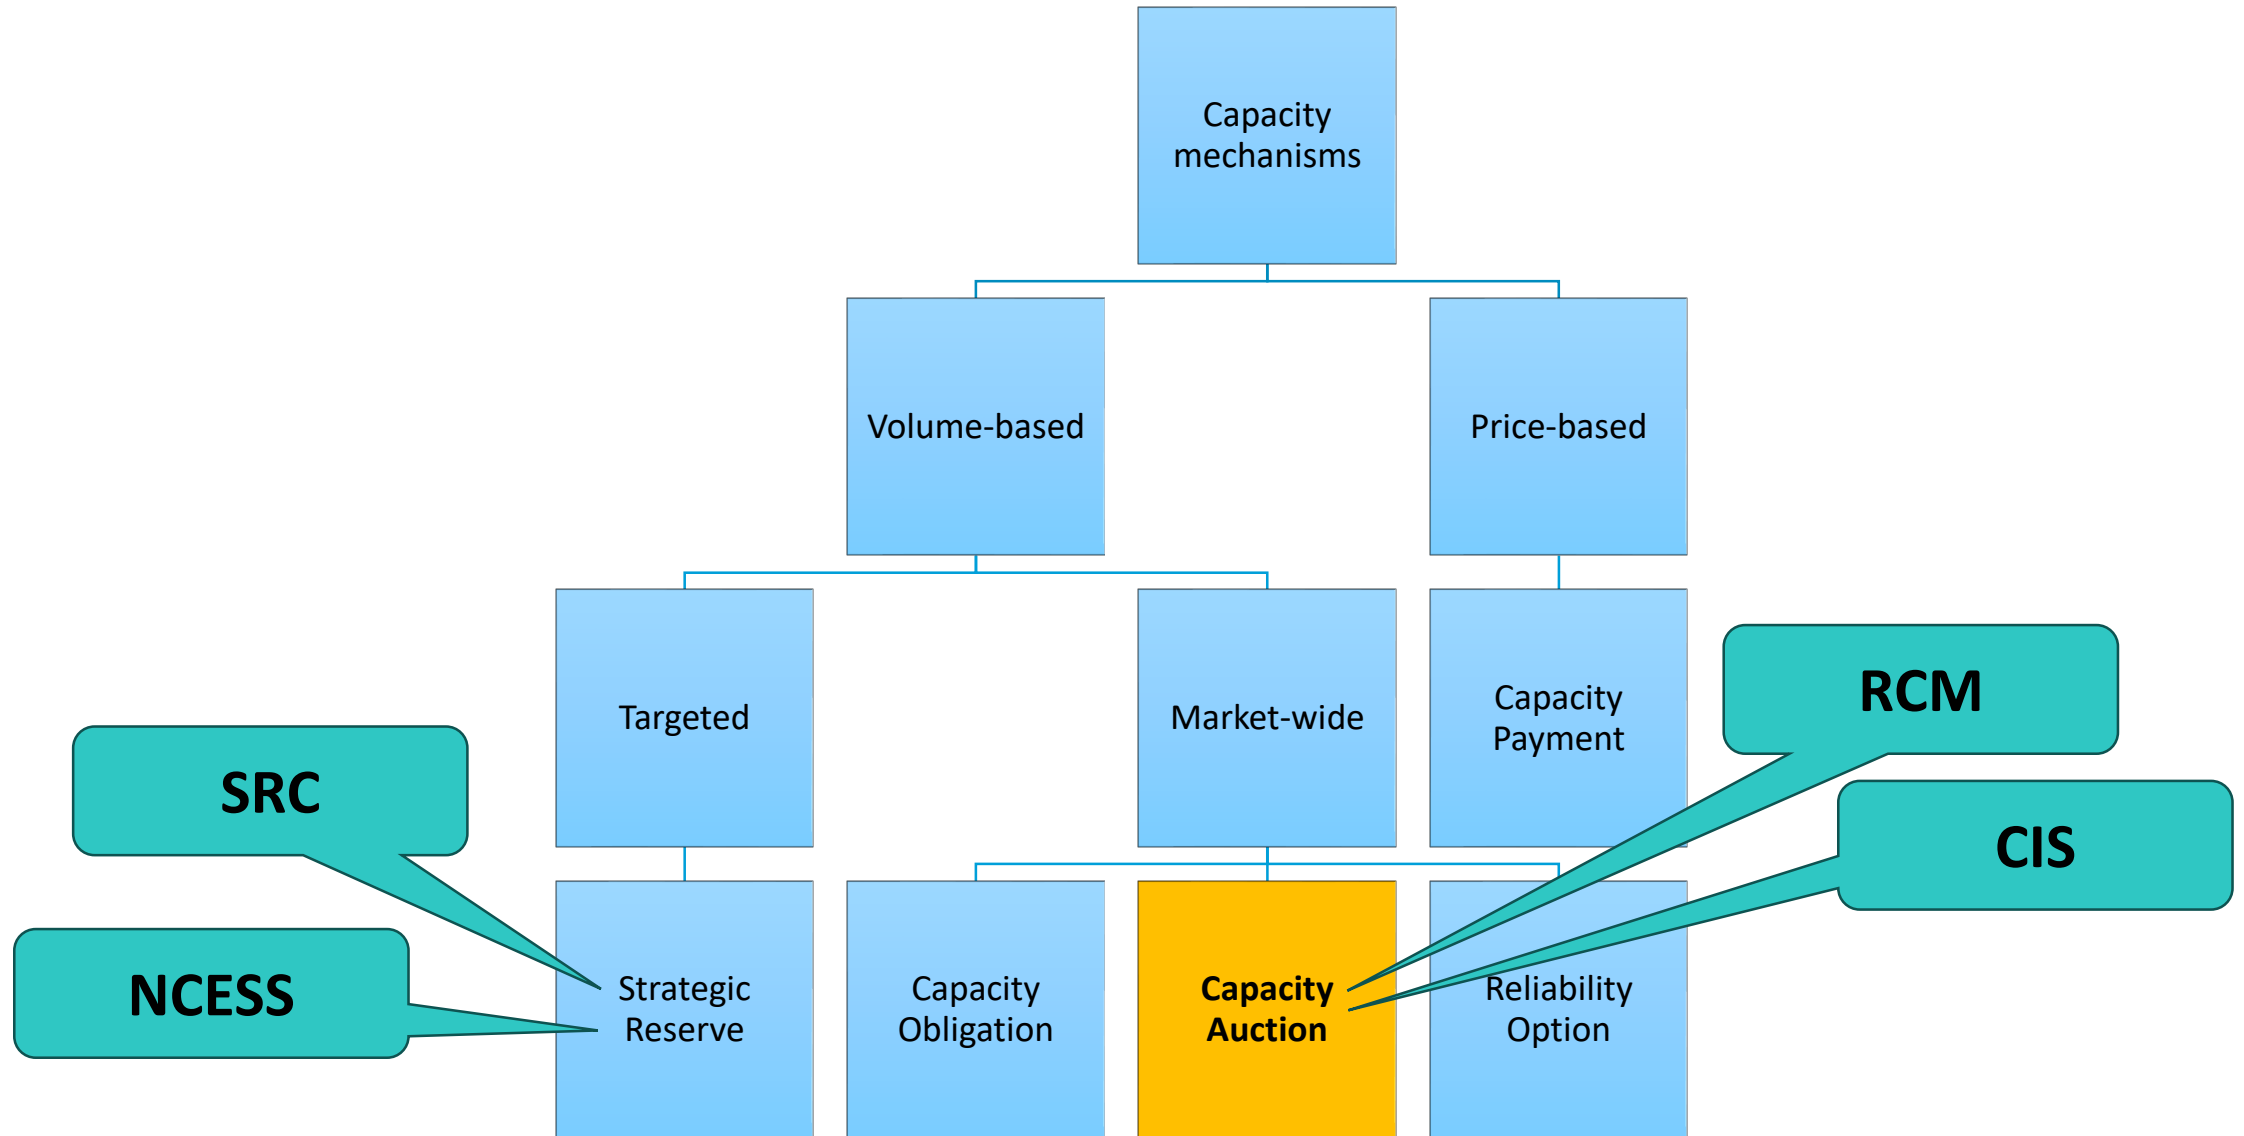 Capacity
mechanisms
Volume-based
Price-based
Targeted
Market-wide
Capacity
Payment
RCM
SRC
CIS
NCESS
Strategic
Reserve
Capacity
Obligation
Capacity
Auction
Reliability
Option